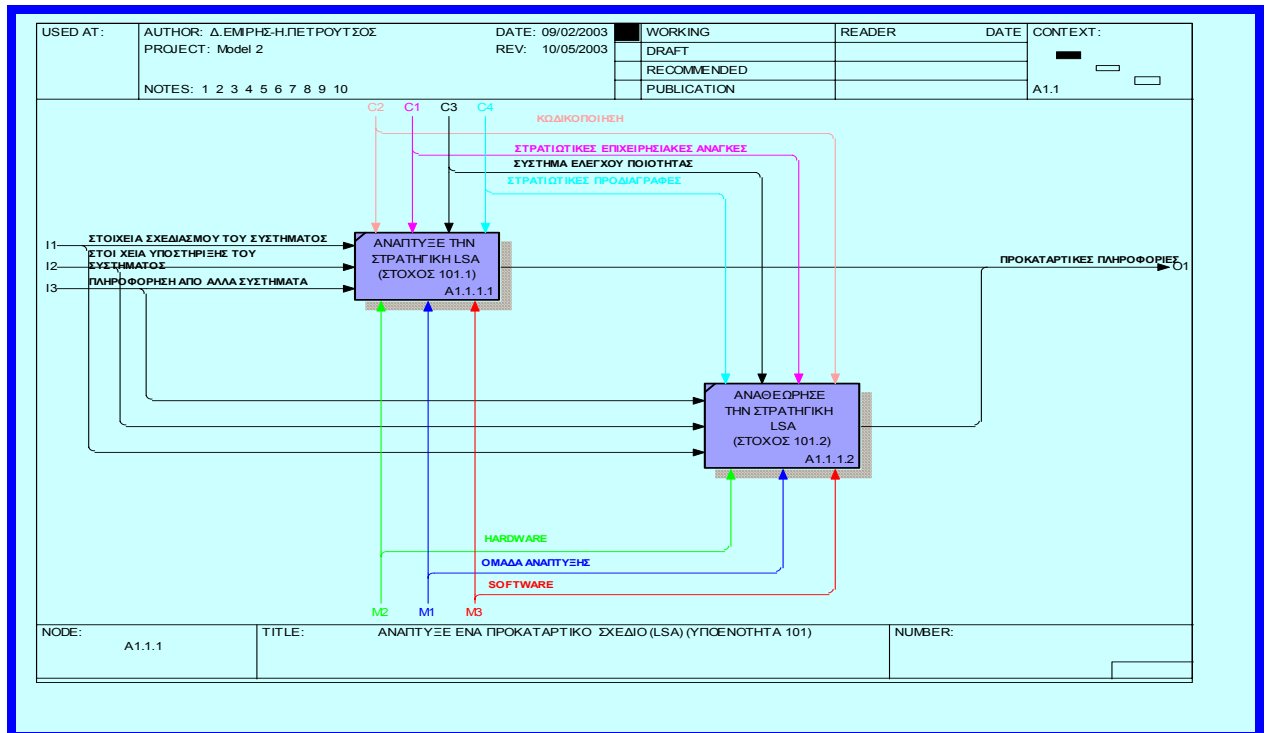 USED AT:
AUTHOR: Δ.ΕΜΙΡΗΣ-Η.ΠΕΤΡΟΥΤΣΟΣ
DATE: 09/02/2003
WORKING
READER
DATE
CONTEXT:
PROJECT: Model 2
REV: 10/05/2003
DRAFT
RECOMMENDED
NOTES: 1 2 3 4 5 6 7 8 9 10
PUBLICATION
A1.1
C2
C1
C3
C4
ΚΩΔΙΚΟΠΟΙΗΣΗ
ΣΤΡΑΤΙΩΤΙΚΕΣ ΕΠΙΧΕΙΡΗΣΙΑΚΕΣ ΑΝΑΓΚΕΣ
ΣΥΣΤΗΜΑ ΕΛΕΓΧΟΥ ΠΟΙΟΤΗΤΑΣ
ΣΤΡΑΤΙΩΤΙΚΕΣ ΠΡΟΔΙΑΓΡΑΦΕΣ
I1
ΣΤΟΙΧΕΙΑ ΣΧΕΔΙΑΣΜΟΥ ΤΟΥ ΣΥΣΤΗΜΑΤΟΣ
I2
ΣΤΟΙ ΧΕΙΑ ΥΠΟΣΤΗΡΙΞΗΣ ΤΟΥ
ΣΥΣΤΗΜΑΤΟΣ
I3
ΠΛΗΡΟΦΟΡΗΣΗ ΑΠΟ ΑΛΛΑ ΣΥΣΤΗΜΑΤΑ
ΑΝΑΠΤΥΞΕ ΤΗΝ
ΣΤΡΑΤΗΓΙΚΗ LSA
(ΣΤΟΧΟΣ 101.1)
A1.1.1.1
ΠΡΟΚΑΤΑΡΤΙΚΕΣ ΠΛΗΡΟΦΟΡΙΕΣ
O1
ΑΝΑΘΕΩΡΗΣΕ
ΤΗΝ ΣΤΡΑΤΗΓΙΚΗ
LSA
(ΣΤΟΧΟΣ 101.2)
A1.1.1.2
HARDWARE
ΟΜΑΔΑ ΑΝΑΠΤΥΞΗΣ
SOFTWARE
M2
M1
M3
NODE:
A1.1.1
TITLE:
ΑΝΑΠΤΥΞΕ ΕΝΑ ΠΡΟΚΑΤΑΡΤΙΚΟ ΣΧΕΔΙΟ (LSA) (ΥΠΟΕΝΟΤΗΤΑ 101)
NUMBER: